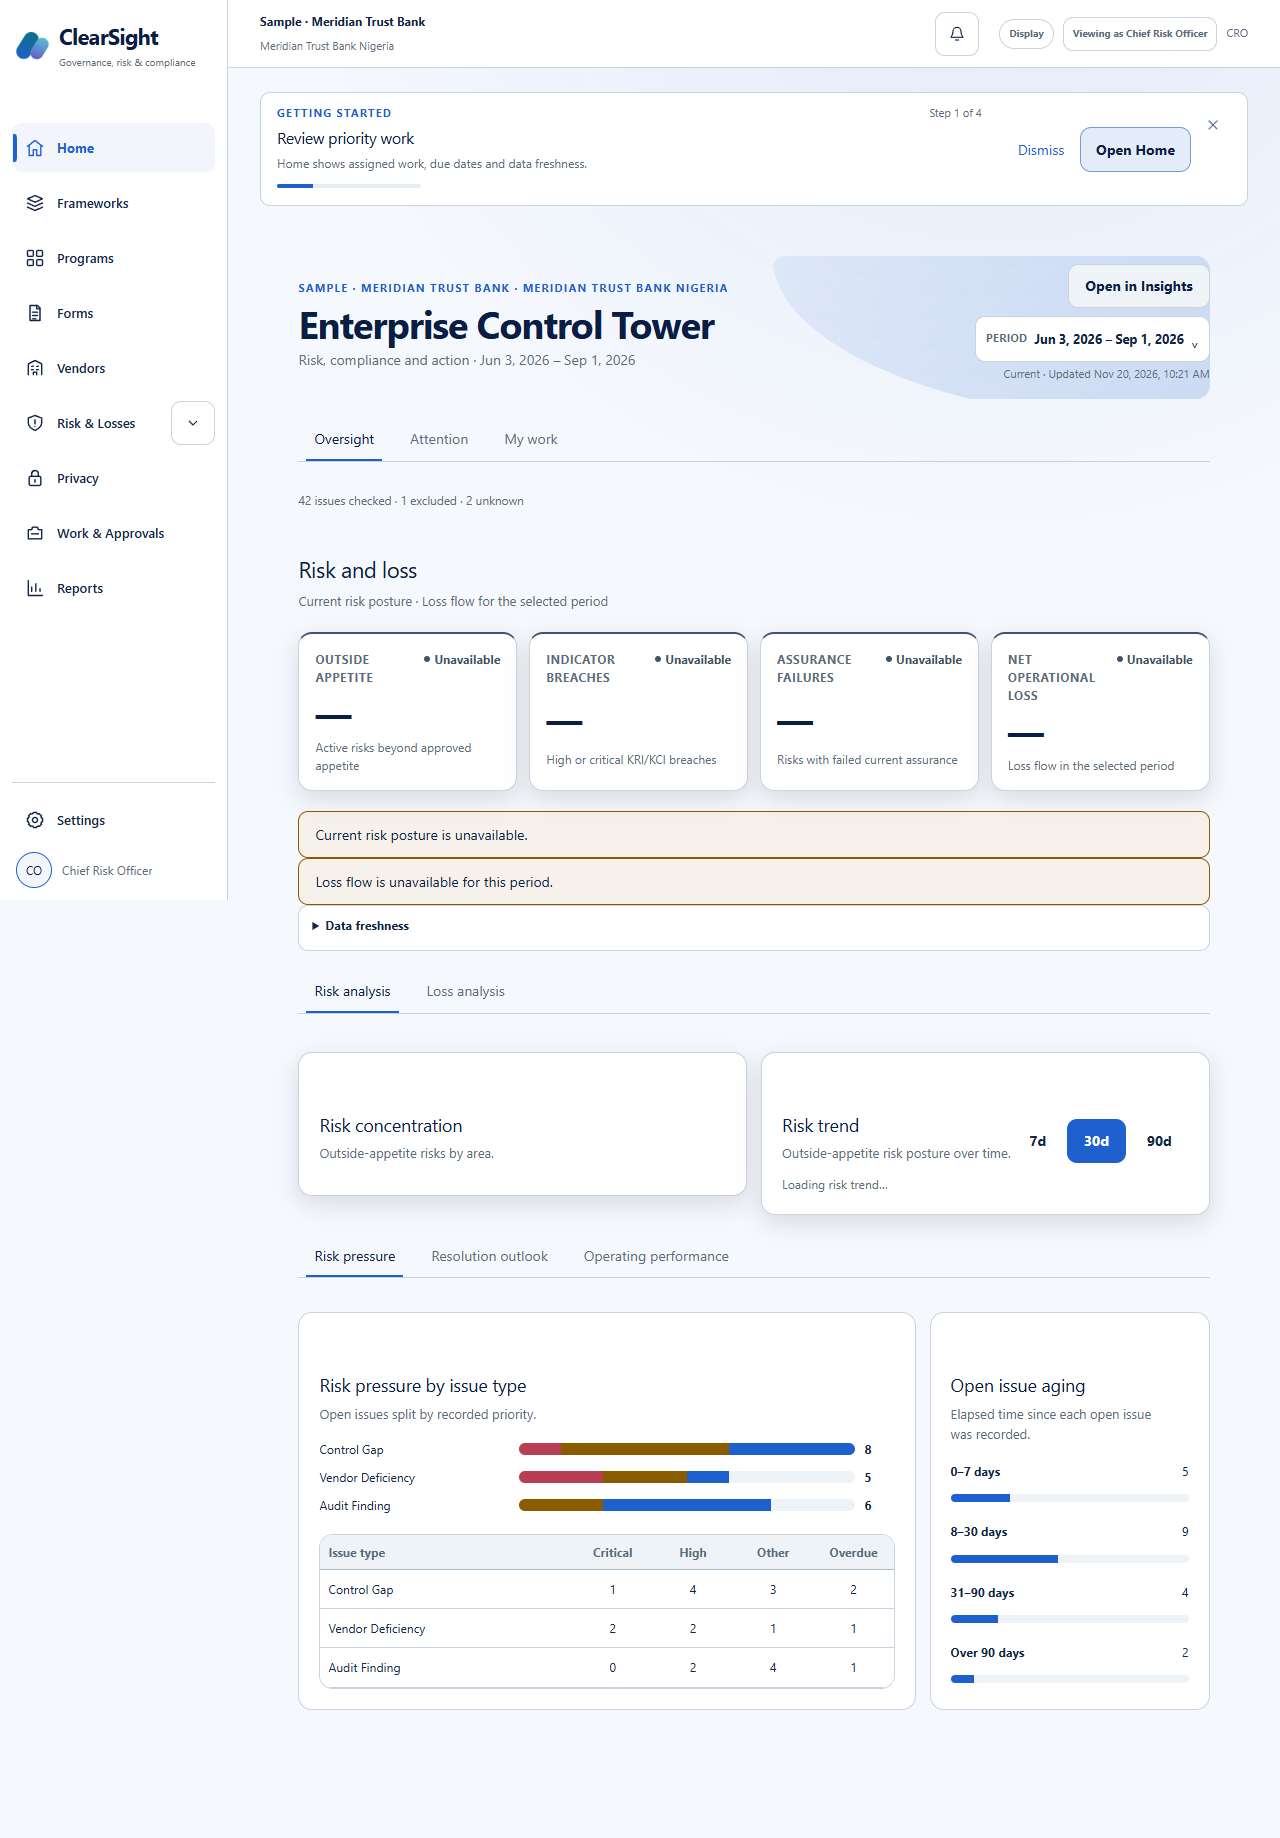 ClearSight
Governance, risk & compliance
Sample · Meridian Trust Bank
Meridian Trust Bank Nigeria
Display
Viewing as Chief Risk Officer
CRO
Home
Frameworks
Programs
Forms
Vendors
Risk & Losses
Privacy
Work & Approvals
Reports
Settings
CO
Chief Risk Officer
GETTING STARTED
Step 1 of 4
Review priority work
Home shows assigned work, due dates and data freshness.
Dismiss
Open Home
SAMPLE · MERIDIAN TRUST BANK · MERIDIAN TRUST BANK NIGERIA
Enterprise Control Tower
Risk, compliance and action · Jun 3, 2026 – Sep 1, 2026
Open in Insights
PERIOD Jun 3, 2026 – Sep 1, 2026 v
Current · Updated Nov 20, 2026, 10:21 AM
Oversight
Attention
My work
42 issues checked · 1 excluded · 2 unknown
Risk and loss
Current risk posture · Loss flow for the selected period
OUTSIDE APPETITE
Unavailable
—
Active risks beyond approved appetite
INDICATOR BREACHES
Unavailable
—
High or critical KRI/KCI breaches
ASSURANCE FAILURES
Unavailable
—
Risks with failed current assurance
NET OPERATIONAL LOSS
Unavailable
—
Loss flow in the selected period
Current risk posture is unavailable.
Loss flow is unavailable for this period.
Data freshness
Risk analysis
Loss analysis
Risk concentration
Outside-appetite risks by area.
Risk trend
Outside-appetite risk posture over time.
7d
30d
90d
Loading risk trend...
Risk pressure
Resolution outlook
Operating performance
Risk pressure by issue type
Open issues split by recorded priority.
Control Gap 8
Vendor Deficiency 5
Audit Finding 6
Issue type Critical High Other Overdue
Control Gap 1 4 3 2
Vendor Deficiency 2 2 1 1
Audit Finding 0 2 4 1
Open issue aging
Elapsed time since each open issue
was recorded.
0–7 days 5
8–30 days 9
31–90 days 4
Over 90 days 2